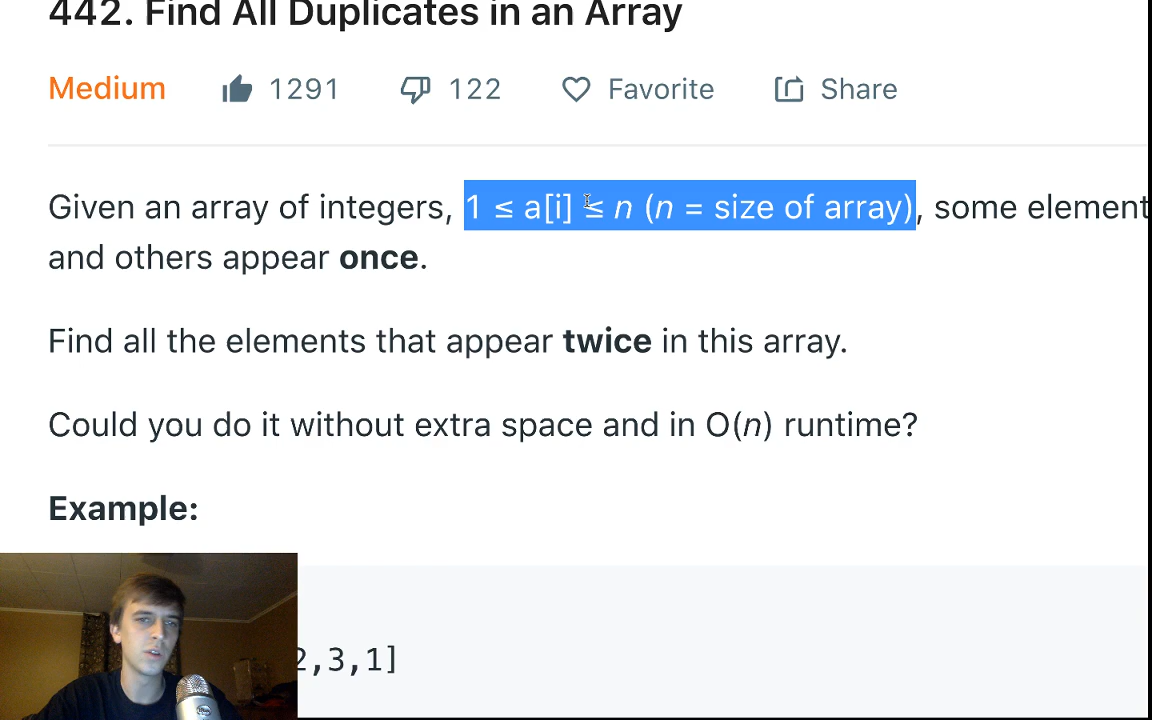 442. Find All Duplicates in an Array
Medium 1291 122 Favorite Share
Given an array of integers, 1 ≤ a[i] ≤ n (n = size of array), some element
and others appear once.
Find all the elements that appear twice in this array.
Could you do it without extra space and in O(n) runtime?
Example:
2,3,1]